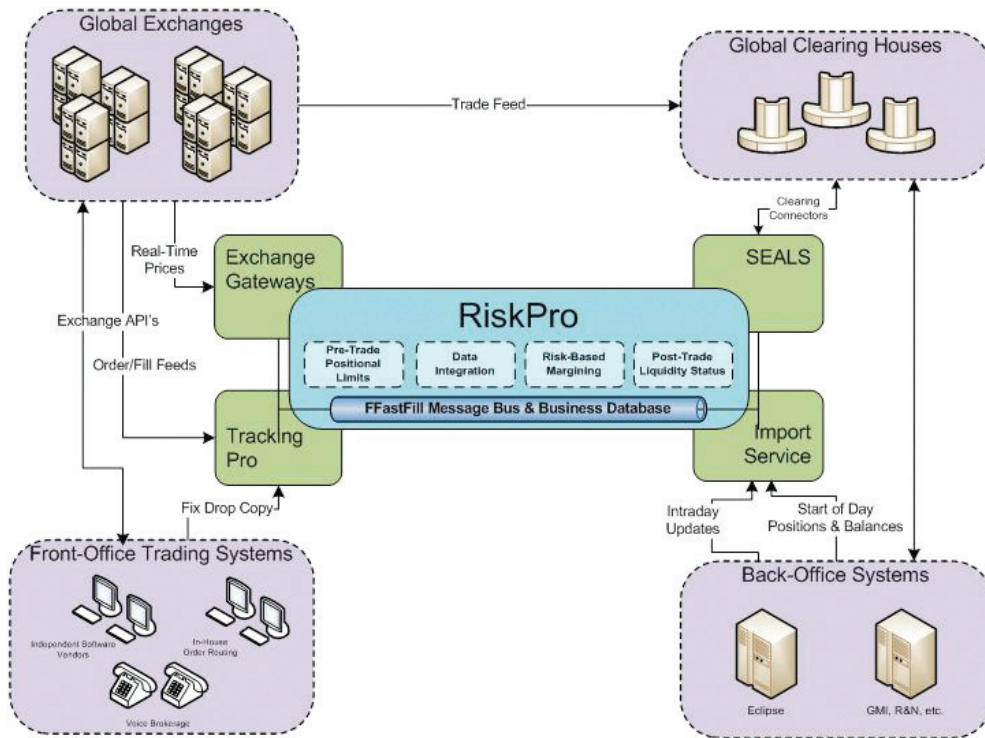 Global Exchanges
Global Clearing Houses
Trade Feed
Clearing
Connectors
Real-Time
Prices
Exchange
Gateways
SEALS
RiskPro
Exchange API's
Pre-Trade
Positional
Limits
Data
Integration
Risk-Based
Margining
Post-Trade
Liquidity Status
Order/Fill Feeds
FFastFill Message Bus & Business Database
Tracking
Pro
Import
Service
Fix Drop Copy
Intraday
Updates
Start of Day
Positions & Balances
Front-Office Trading Systems
Back-Office Systems
Independent Software
Vendors
In-House
Order Routing
Voice Brokerage
Eclipse
GMI, R&N, etc.